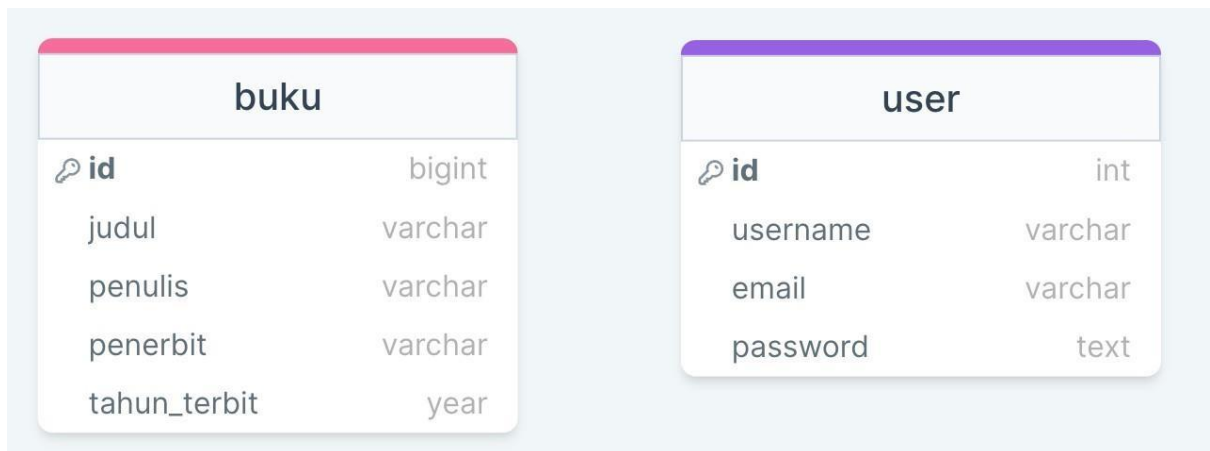 buku
id bigint
judul varchar
penulis varchar
penerbit varchar
tahun_terbit year
user
id int
username varchar
email varchar
password text